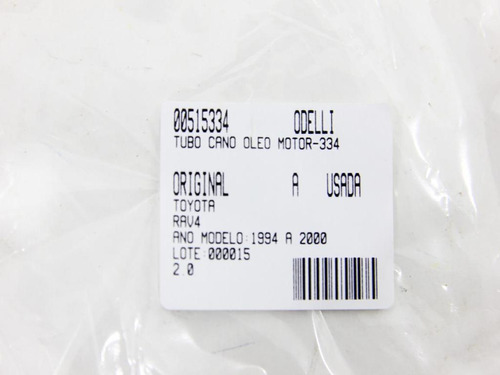 00515334 ODELLI
TUBO CANO OLEO MOTOR-334
ORIGINAL A USADA
TOYOTA
RAV4
ANO MODELO:1994 A 2000
LOTE:000015
2.0